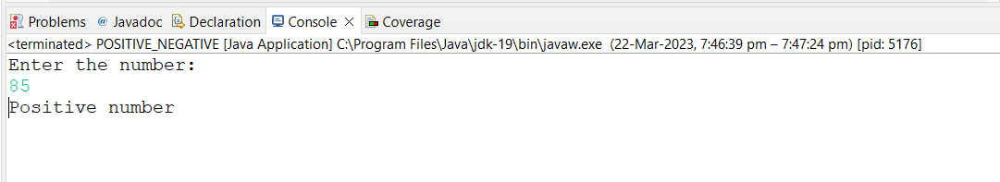 Problems @ Javadoc Declaration Console Coverage
<terminated> POSITIVE_NEGATIVE [Java Application] C:\Program Files\Java\jdk-19\bin\javaw.exe (22-Mar-2023, 7:46:39 pm – 7:47:24 pm) [pid: 5176]
Enter the number:
85
Positive number